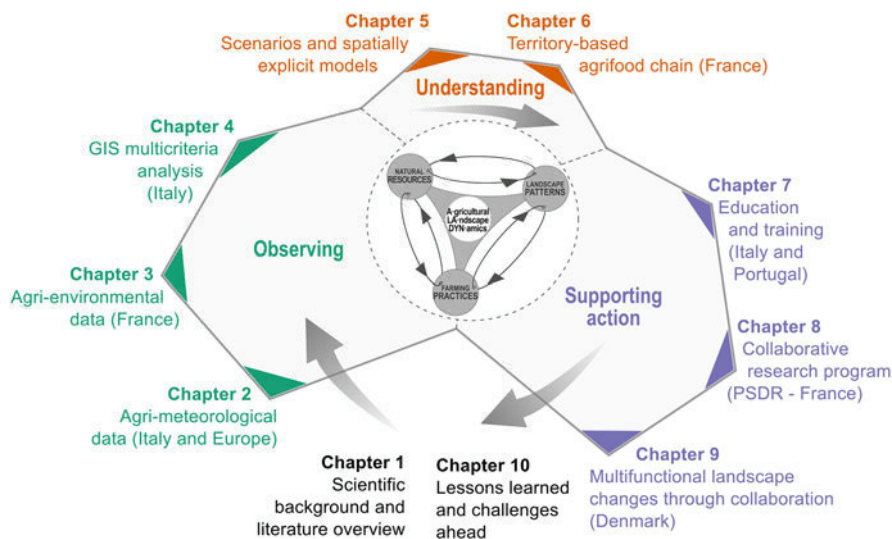 Chapter 5
Scenarios and spatially
explicit models
Chapter 6
Territory-based
agrifood chain (France)
Understanding
Chapter 4
GIS multicriteria
analysis
(Italy)
NATURAL
RESOURCES
LANDSCAPE
PATTERNS
A·gricultural
LA·ndscape
DYN·amics
FARMING
PRACTICES
Observing
Chapter 7
Education
and training
(Italy and
Portugal)
Chapter 3
Agri-environmental
data (France)
Supporting
action
Chapter 8
Collaborative
research program
(PSDR - France)
Chapter 2
Agri-meteorological
data (Italy and Europe)
Chapter 1
Scientific
background and
literature overview
Chapter 10
Lessons learned
and challenges
ahead
Chapter 9
Multifunctional landscape
changes through collaboration
(Denmark)